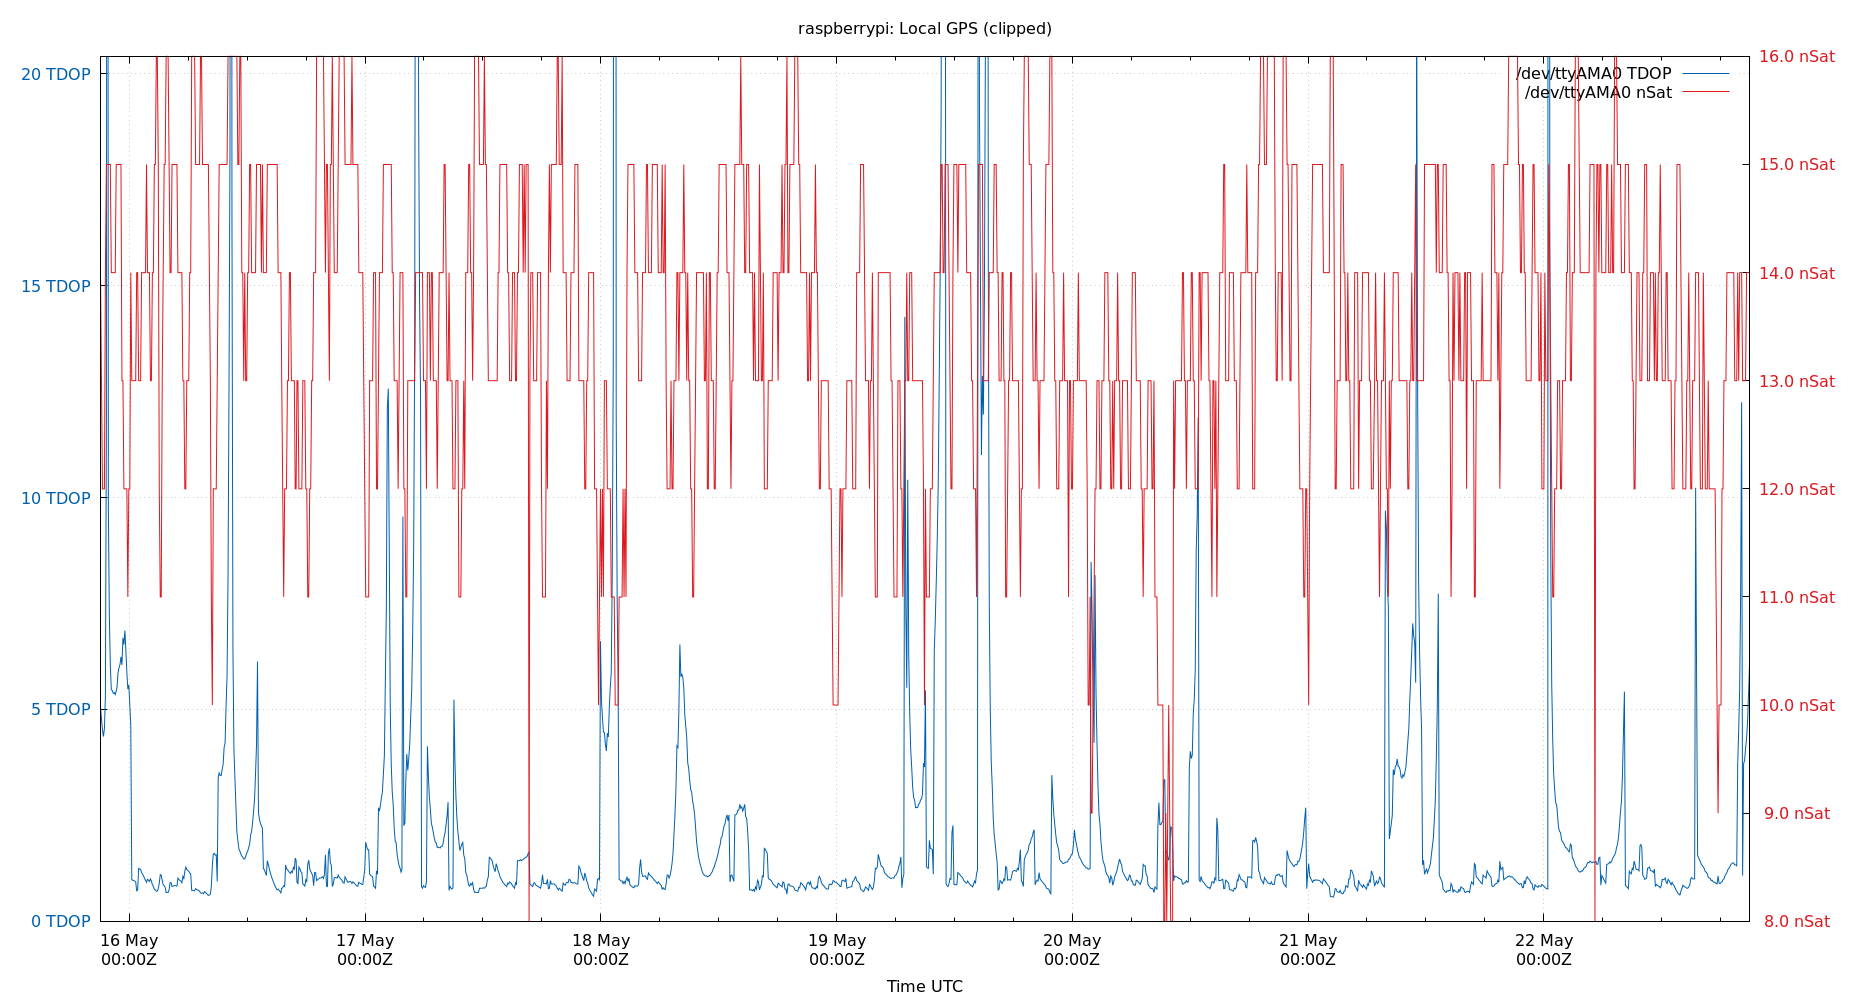 raspberrypi: Local GPS (clipped)
20 TDOP
15 TDOP
10 TDOP
5 TDOP
0 TDOP
16.0 nSat
15.0 nSat
14.0 nSat
13.0 nSat
12.0 nSat
11.0 nSat
10.0 nSat
9.0 nSat
8.0 nSat
/dev/ttyAMA0 TDOP
/dev/ttyAMA0 nSat
16 May
00:00Z
17 May
00:00Z
18 May
00:00Z
19 May
00:00Z
20 May
00:00Z
21 May
00:00Z
22 May
00:00Z
Time UTC